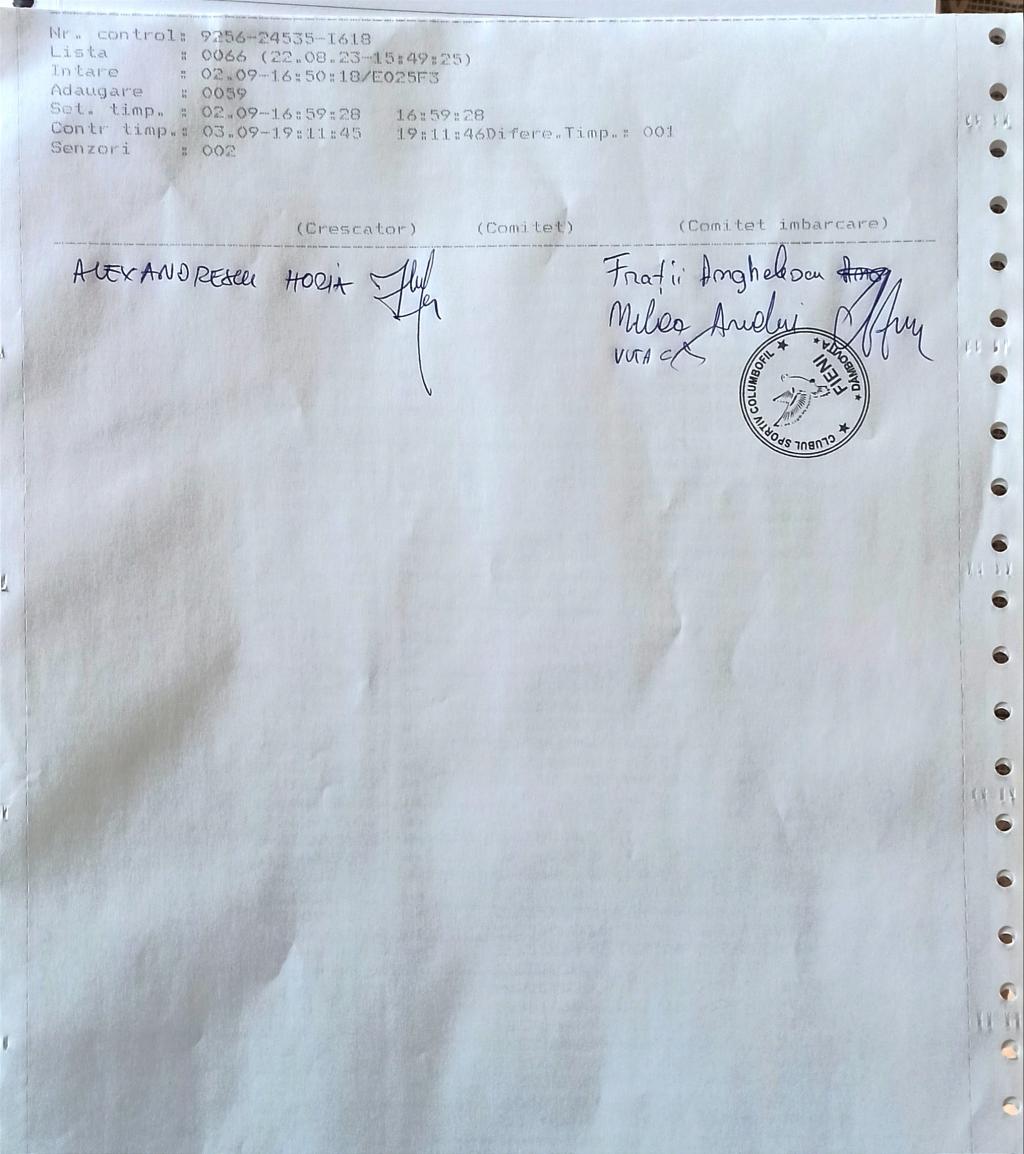 Nr. control: 9256-24535-1618
Lista : 0066 (22.08.23-15:49:25)
Intare : 02.09-16:50:18/E025F3
Adaugare : 0059
Set. timp. : 02.09-16:59:28 16:59:28
Contr timp.: 03.09-19:11:45 19:11:46Difere.Timp.: 001
Senzori : 002
(Crescator) (Comitet) (Comitet imbarcare)
ALEXANDRESCU HORIA
Frații Anghelescu
Andrei
VUTA
CLUBUL SPORTIV COLUMBOFIL
FIENI
DAMBOVITA